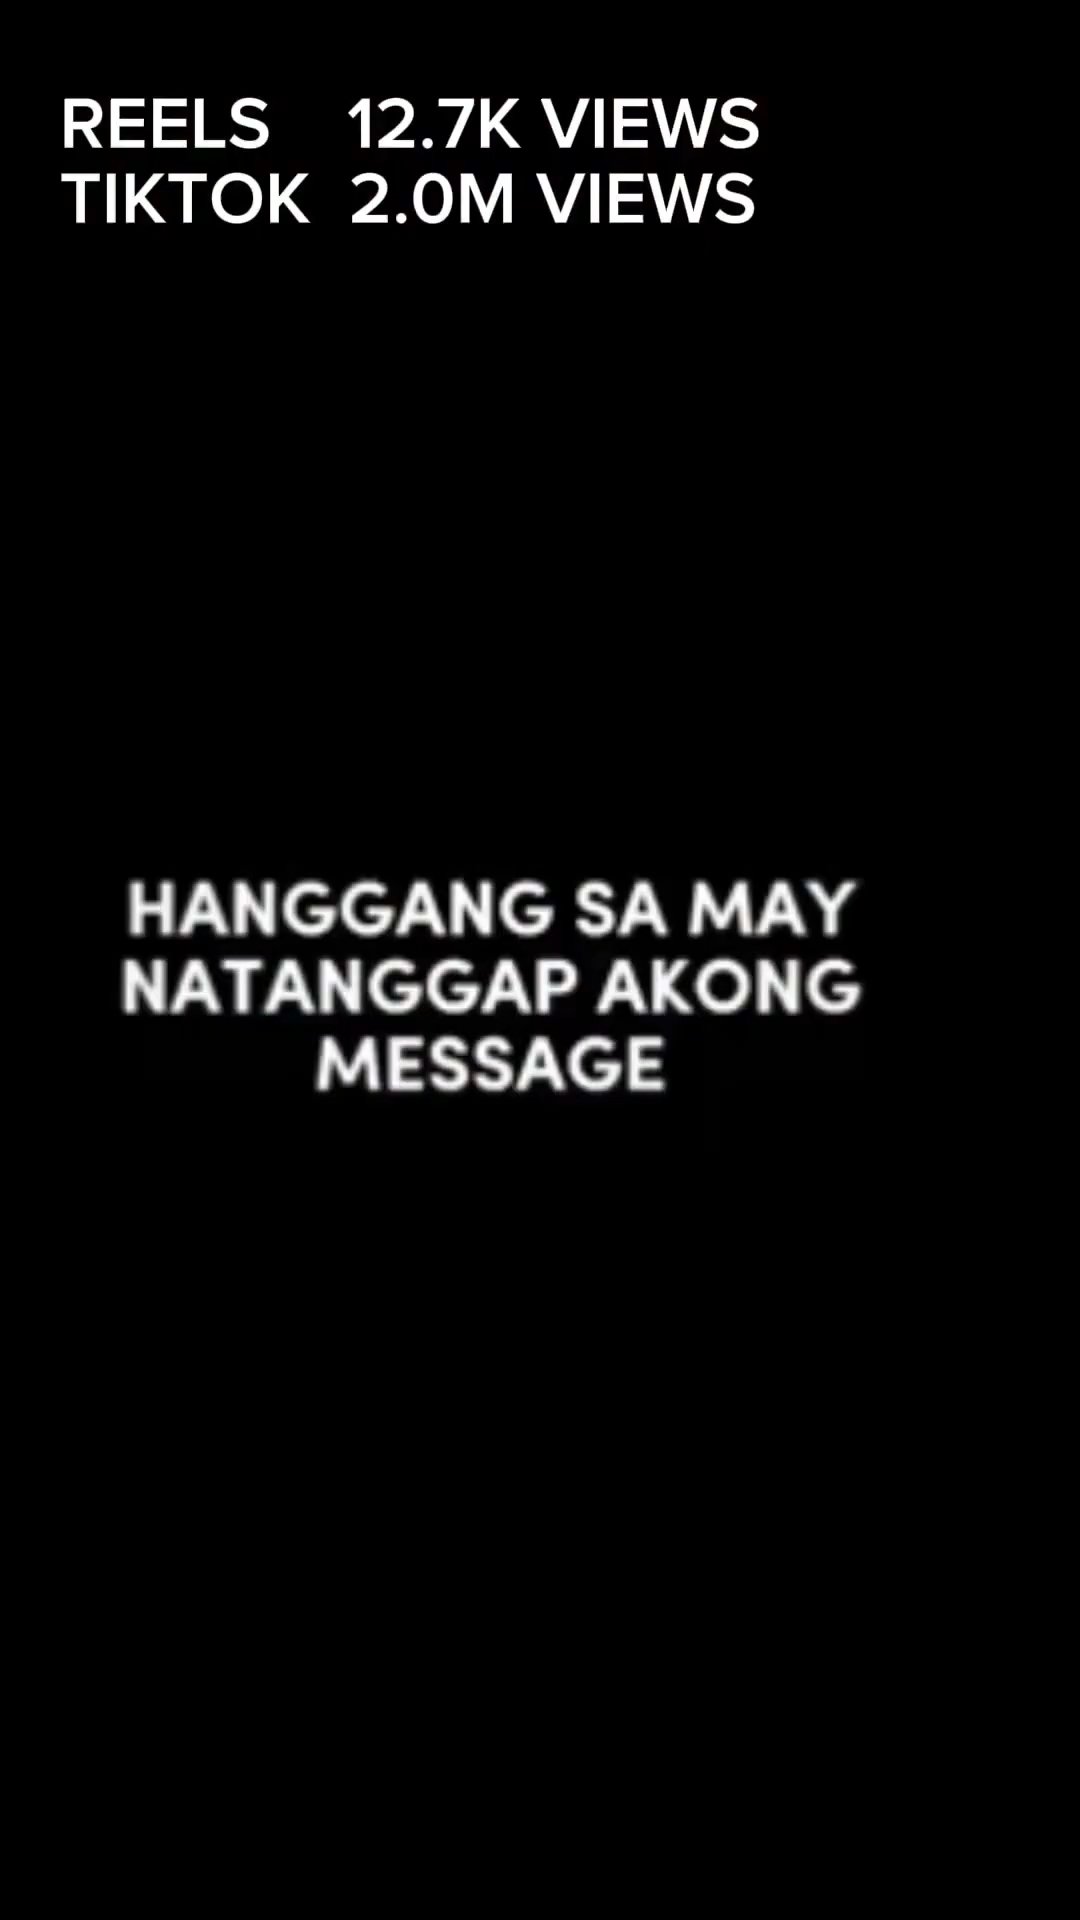 REELS 12.7K VIEWS
TIKTOK 2.0M VIEWS
HANGGANG SA MAY
NATANGGAP AKONG
MESSAGE